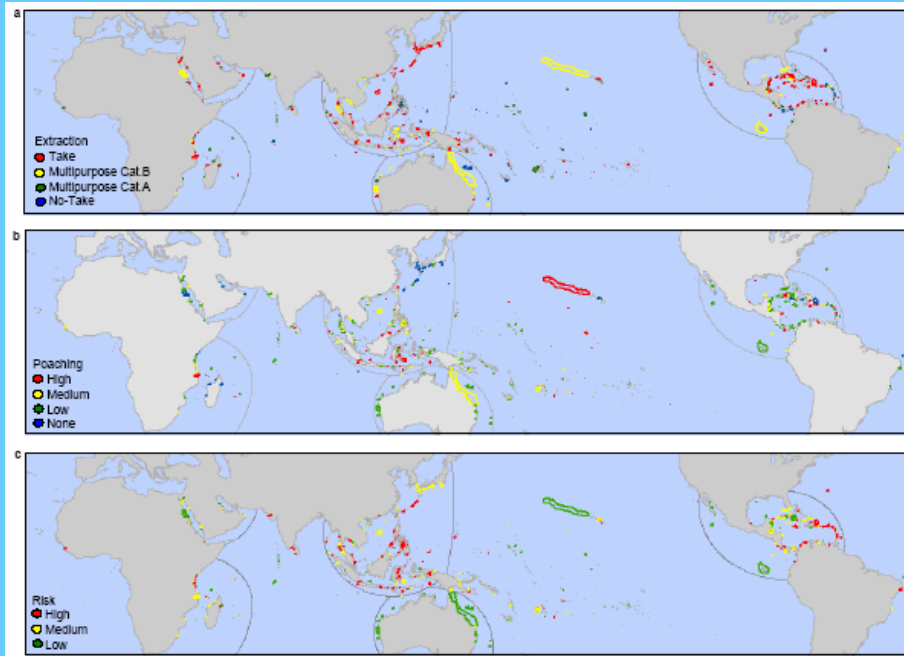 a
Extraction
Take
Multipurpose Cat.B
Multipurpose Cat.A
No-Take
b
Poaching
High
Medium
Low
None
c
Risk
High
Medium
Low